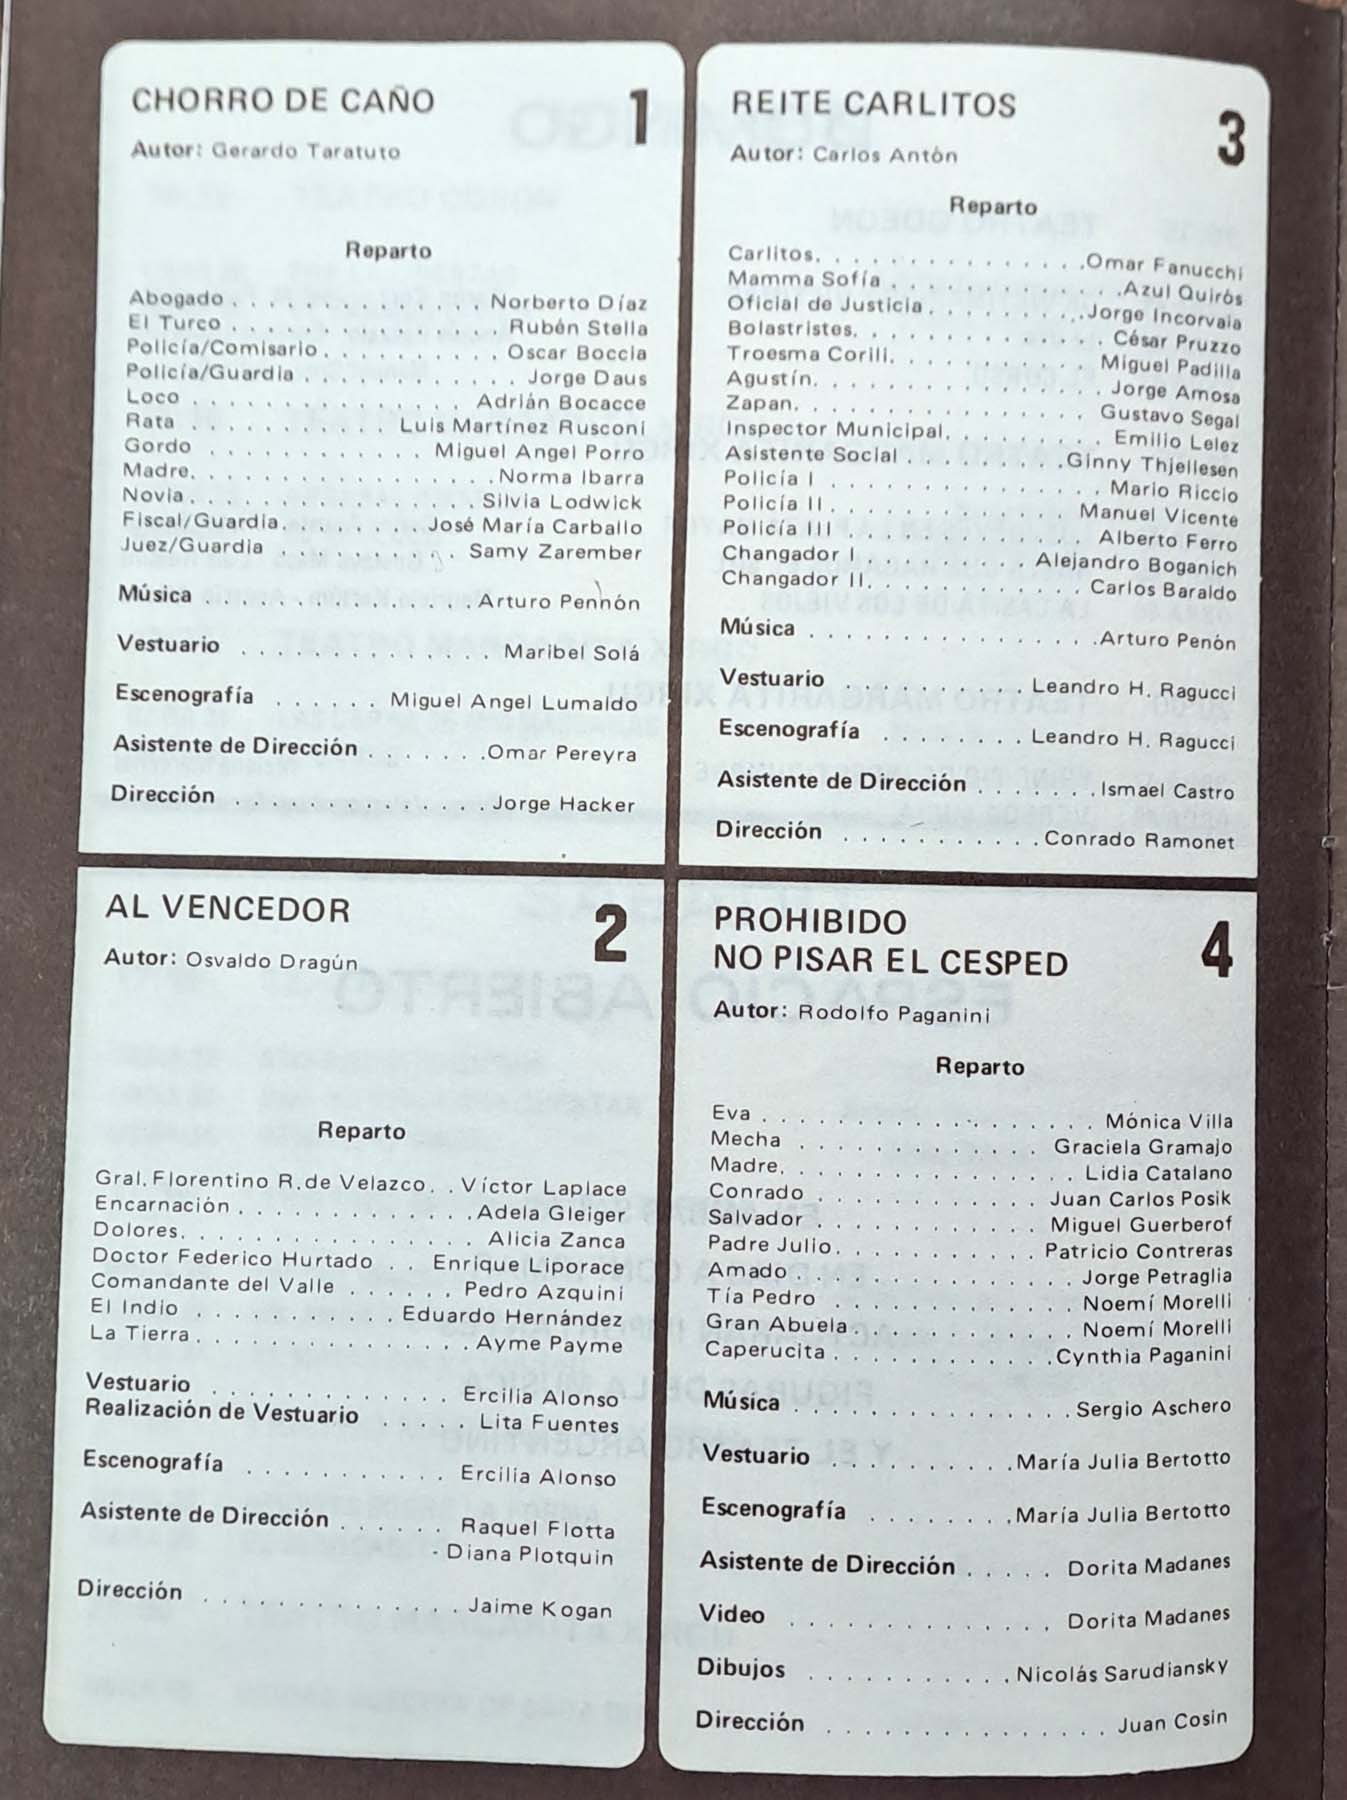 CHORRO DE CAÑO
1
Autor: Gerardo Taratuto
Reparto
Abogado . . . . . . . . . . . . . Norberto Díaz
El Turco . . . . . . . . . . . . . . Rubén Stella
Policía/Comisario . . . . . . . . . . Oscar Boccia
Policía/Guardia . . . . . . . . . . . . Jorge Daus
Loco . . . . . . . . . . . . . . . Adrián Bocacce
Rata . . . . . . . . . . . Luis Martínez Rusconi
Gordo . . . . . . . . . . . . Miguel Angel Porro
Madre. . . . . . . . . . . . . . . . . Norma Ibarra
Novia . . . . . . . . . . . . . . . Silvia Lodwick
Fiscal/Guardia. . . . . . . . José María Carballo
Juez/Guardia . . . . . . . . . . Samy Zarember
Música . . . . . . . . . . . . . . Arturo Pennón
Vestuario . . . . . . . . . . . . . . Maribel Solá
Escenografía . . . . . . Miguel Angel Lumaldo
Asistente de Dirección . . . . . .Omar Pereyra
Dirección . . . . . . . . . . . . . Jorge Hacker
AL VENCEDOR
2
Autor: Osvaldo Dragún
Reparto
Gral. Florentino R.de Velazco. . Víctor Laplace
Encarnación . . . . . . . . . . . . . Adela Gleiger
Dolores. . . . . . . . . . . . . . . . Alicia Zanca
Doctor Federico Hurtado . . Enrique Liporace
Comandante del Valle . . . . . . Pedro Azquini
El Indio . . . . . . . . . . Eduardo Hernández
La Tierra . . . . . . . . . . . . . . . Ayme Payme
Vestuario . . . . . . . . . . . . . Ercilia Alonso
Realización de Vestuario . . . . . Lita Fuentes
Escenografía . . . . . . . . . . . Ercilia Alonso
Asistente de Dirección . . . . . . Raquel Flotta
- Diana Plotquin
Dirección . . . . . . . . . . . . . . Jaime Kogan
REITE CARLITOS
3
Autor: Carlos Antón
Reparto
Carlitos. . . . . . . . . . . . . . . . .Omar Fanucchi
Mamma Sofía . . . . . . . . . . . . . .Azul Quirós
Oficial de Justicia . . . . . . . . . .Jorge Incorvaia
Bolastristes. . . . . . . . . . . . . . . César Pruzzo
Troesma Corili. . . . . . . . . . . . Miguel Padilla
Agustín. . . . . . . . . . . . . . . . . Jorge Amosa
Zapan. . . . . . . . . . . . . . . . . Gustavo Segal
Inspector Municipal. . . . . . . . . . Emilio Lelez
Asistente Social . . . . . . . . . .Ginny Thjellesen
Policía I . . . . . . . . . . . . . . . . Mario Riccio
Policía II . . . . . . . . . . . . . Manuel Vicente
Policía III . . . . . . . . . . . . . . Alberto Ferro
Changador I. . . . . . . . . . Alejandro Boganich
Changador II. . . . . . . . . . . . . Carlos Baraldo
Música . . . . . . . . . . . . . . . .Arturo Penón
Vestuario . . . . . . . . . . Leandro H. Ragucci
Escenografía . . . . . . . . Leandro H. Ragucci
Asistente de Dirección . . . . . . . Ismael Castro
Dirección . . . . . . . . . . . Conrado Ramonet
PROHIBIDO
NO PISAR EL CESPED
4
Autor: Rodolfo Paganini
Reparto
Eva . . . . . . . . . . . . . . . . . . . Mónica Villa
Mecha . . . . . . . . . . . . . Graciela Gramajo
Madre. . . . . . . . . . . . . . . . Lidia Catalano
Conrado . . . . . . . . . . . . Juan Carlos Posik
Salvador . . . . . . . . . . . . Miguel Guerberof
Padre Julio. . . . . . . . . . . Patricio Contreras
Amado . . . . . . . . . . . . . . . Jorge Petraglia
Tía Pedro . . . . . . . . . . . . . Noemí Morelli
Gran Abuela . . . . . . . . . . . . Noemí Morelli
Caperucita . . . . . . . . . . . .Cynthia Paganini
Música . . . . . . . . . . . . . . . Sergio Aschero
Vestuario . . . . . . . . . . María Julia Bertotto
Escenografía . . . . . . . . María Julia Bertotto
Asistente de Dirección . . . . . Dorita Madanes
Video . . . . . . . . . . . . . . Dorita Madanes
Dibujos . . . . . . . . . . . Nicolás Sarudiansky
Dirección . . . . . . . . . . . . . . . Juan Cosin